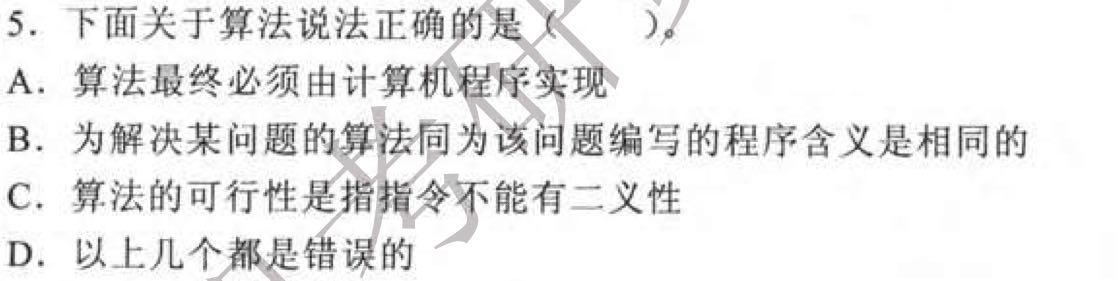 5．下面关于算法说法正确的是（　　）。
A．算法最终必须由计算机程序实现
B．为解决某问题的算法同为该问题编写的程序含义是相同的
C．算法的可行性是指指令不能有二义性
D．以上几个都是错误的